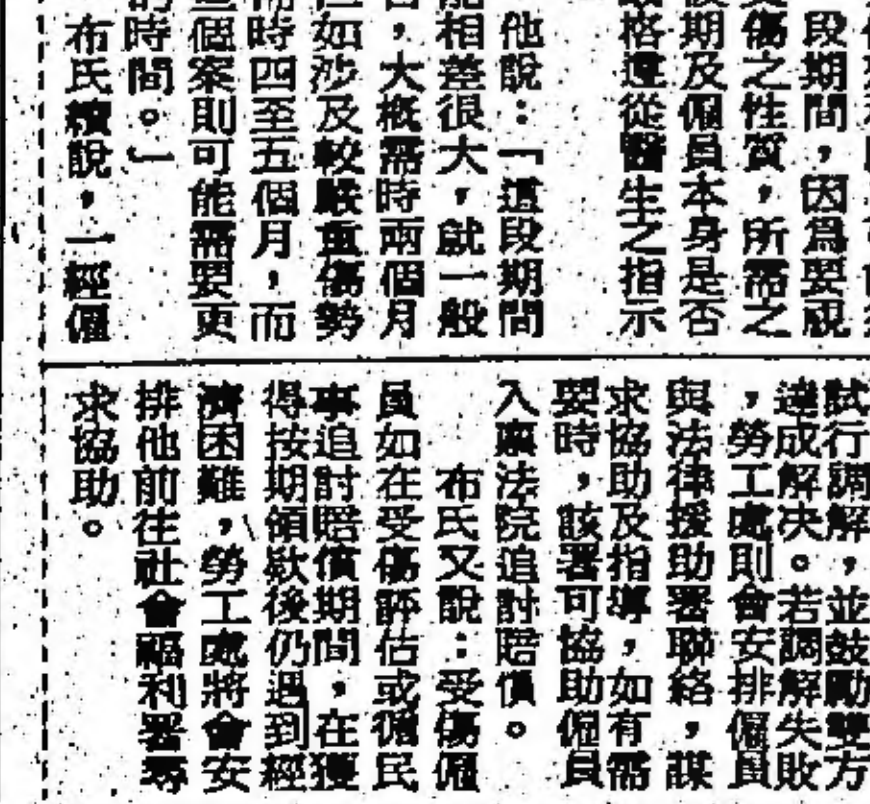 段期間，因爲要視
傷之性質，所需之
期及僱員本身是否
格遵從醫生之指示
他說：「這段期間
能相差很大，就一般
，大概需時兩個月
如涉及較嚴重傷勢
時四至五個月，而
個案則可能需要更
時間。」
布氏續說，一經僱
試行調解，並鼓勵雙方
達成解决。若調解失敗
，勞工處則會安排僱員
與法律援助署聯絡，謀
求協助及指導，如有需
要時，該署可協助僱員
入禀法院追討賠償。
布氏又說：受傷僱
員如在受傷評估或循民
事追討賠償期間，在獲
得按期領欵後仍遇到經
濟困難，勞工處將會安
排他前往社會福利署尋
求協助。